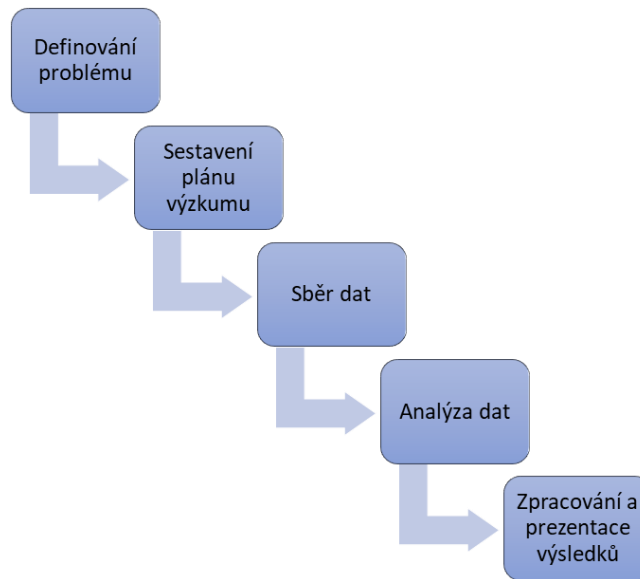 Definování
problému
Sestavení
plánu
výzkumu
Sběr dat
Analýza dat
Zpracování a
prezentace
výsledků